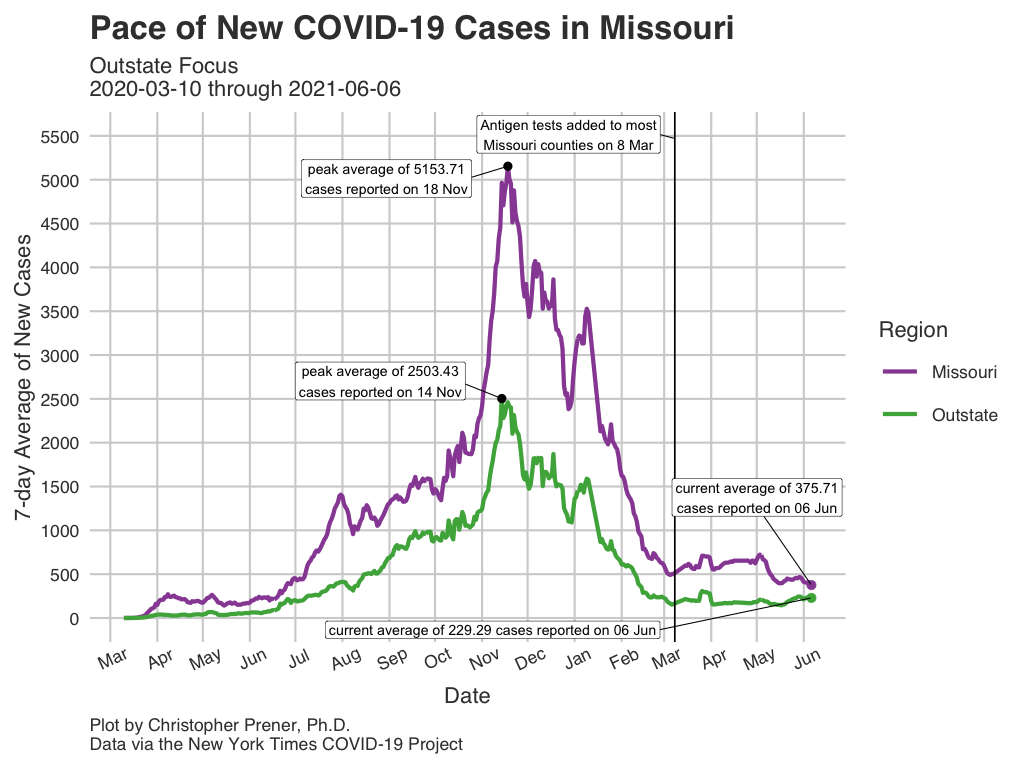 Pace of New COVID-19 Cases in Missouri
Outstate Focus
2020-03-10 through 2021-06-06
Antigen tests added to most
Missouri counties on 8 Mar
peak average of 5153.71
cases reported on 18 Nov
peak average of 2503.43
cases reported on 14 Nov
current average of 375.71
cases reported on 06 Jun
current average of 229.29 cases reported on 06 Jun
7-day Average of New Cases
5500
5000
4500
4000
3500
3000
2500
2000
1500
1000
500
0
Mar Apr May Jun Jul Aug Sep Oct Nov Dec Jan Feb Mar Apr May Jun
Date
Region
Missouri
Outstate
Plot by Christopher Prener, Ph.D.
Data via the New York Times COVID-19 Project